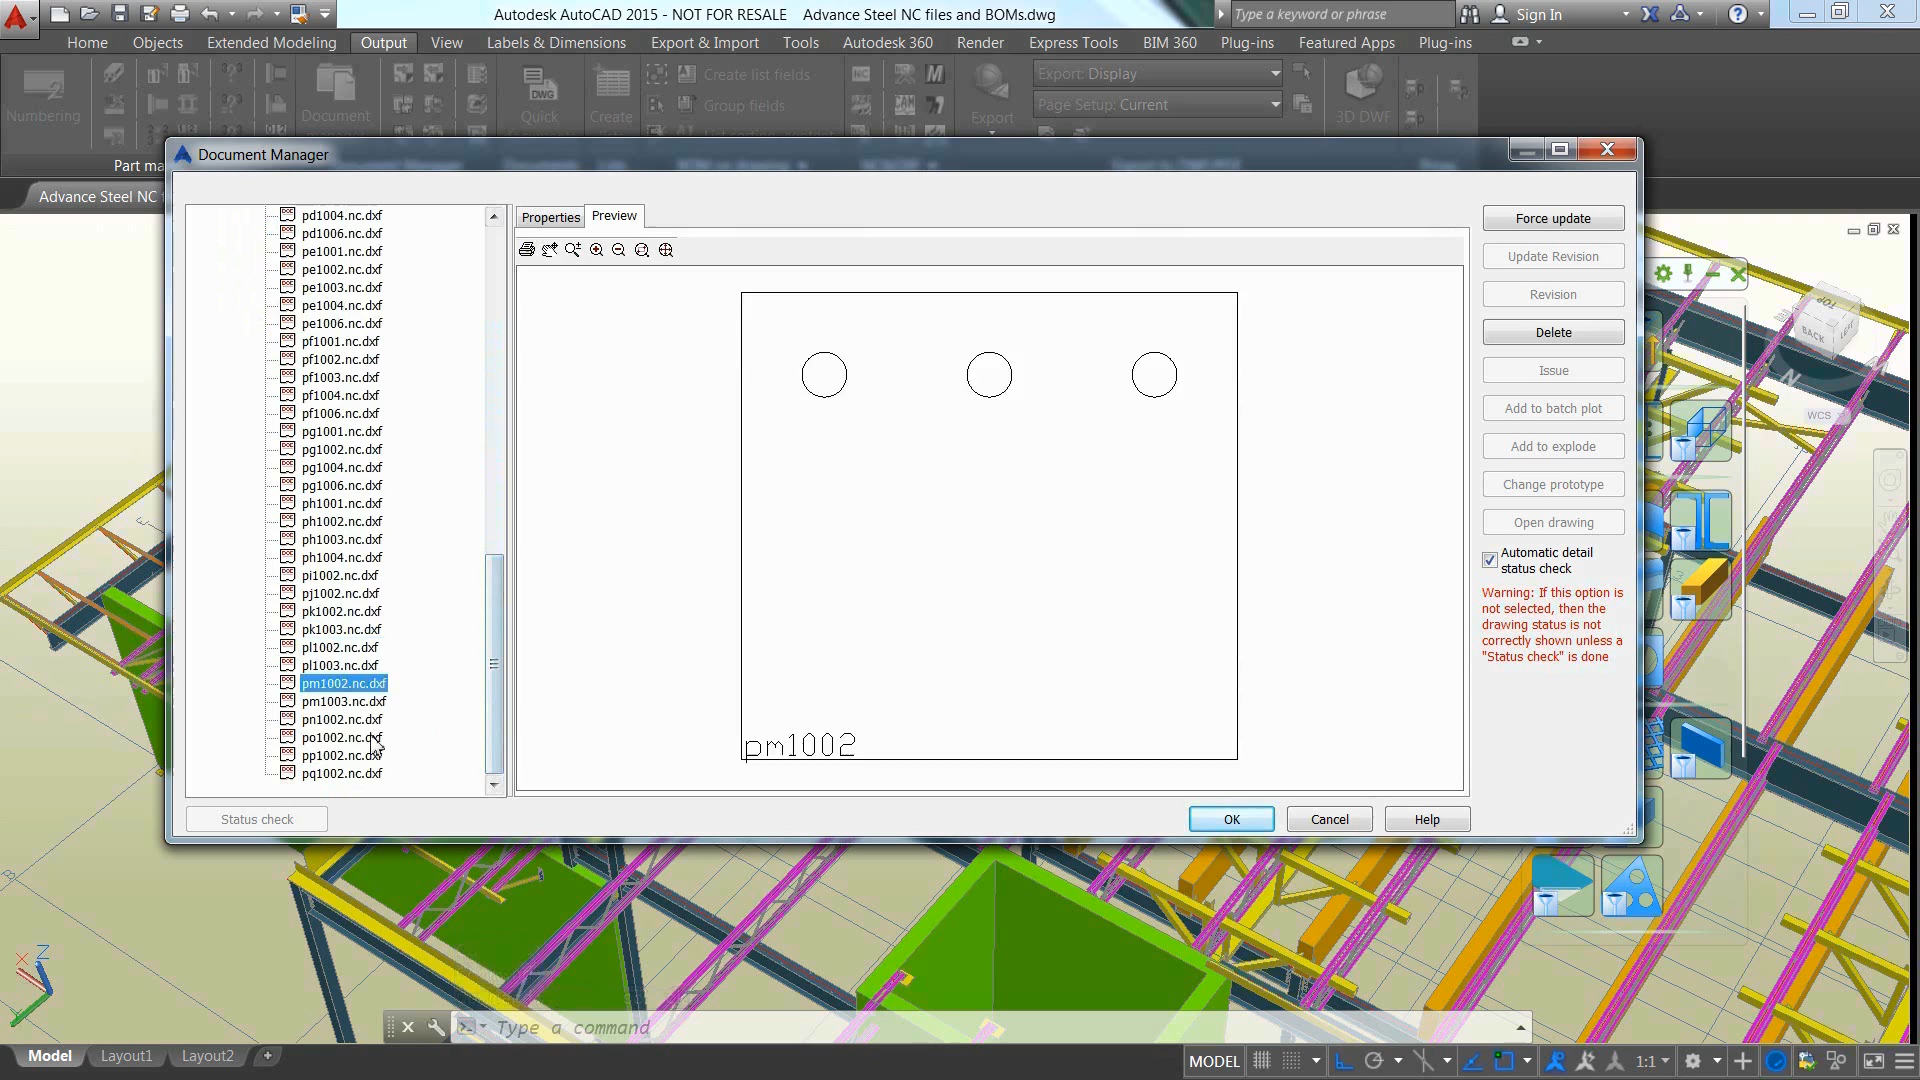 Autodesk AutoCAD 2015 - NOT FOR RESALE    Advance Steel NC files and BOMs.dwg
Type a keyword or phrase
Sign In
Home
Objects
Extended Modeling
Output
View
Labels & Dimensions
Export & Import
Tools
Autodesk 360
Render
Express Tools
BIM 360
Plug-ins
Featured Apps
Plug-ins
Numbering
Document
DWG
Quick
Create
Create list fields
Group fields
NC
CAM
Export
Export: Display
Page Setup: Current
3D DWF
Part ma
Document Manager
Advance Steel NC f
pd1004.nc.dxf
pd1006.nc.dxf
pe1001.nc.dxf
pe1002.nc.dxf
pe1003.nc.dxf
pe1004.nc.dxf
pe1006.nc.dxf
pf1001.nc.dxf
pf1002.nc.dxf
pf1003.nc.dxf
pf1004.nc.dxf
pf1006.nc.dxf
pg1001.nc.dxf
pg1002.nc.dxf
pg1004.nc.dxf
pg1006.nc.dxf
ph1001.nc.dxf
ph1002.nc.dxf
ph1003.nc.dxf
ph1004.nc.dxf
pi1002.nc.dxf
pj1002.nc.dxf
pk1002.nc.dxf
pk1003.nc.dxf
pl1002.nc.dxf
pl1003.nc.dxf
pm1002.nc.dxf
pm1003.nc.dxf
pn1002.nc.dxf
po1002.nc.dxf
pp1002.nc.dxf
pq1002.nc.dxf
Status check
Properties
Preview
pm1002
OK
Cancel
Help
Force update
Update Revision
Revision
Delete
Issue
Add to batch plot
Add to explode
Change prototype
Open drawing
Automatic detail
status check
Warning: If this option is
not selected, then the
drawing status is not
correctly shown unless a
"Status check" is done
TOP
BACK
LEFT
N
WCS
X
Z
Type a command
Model
Layout1
Layout2
MODEL
1:1